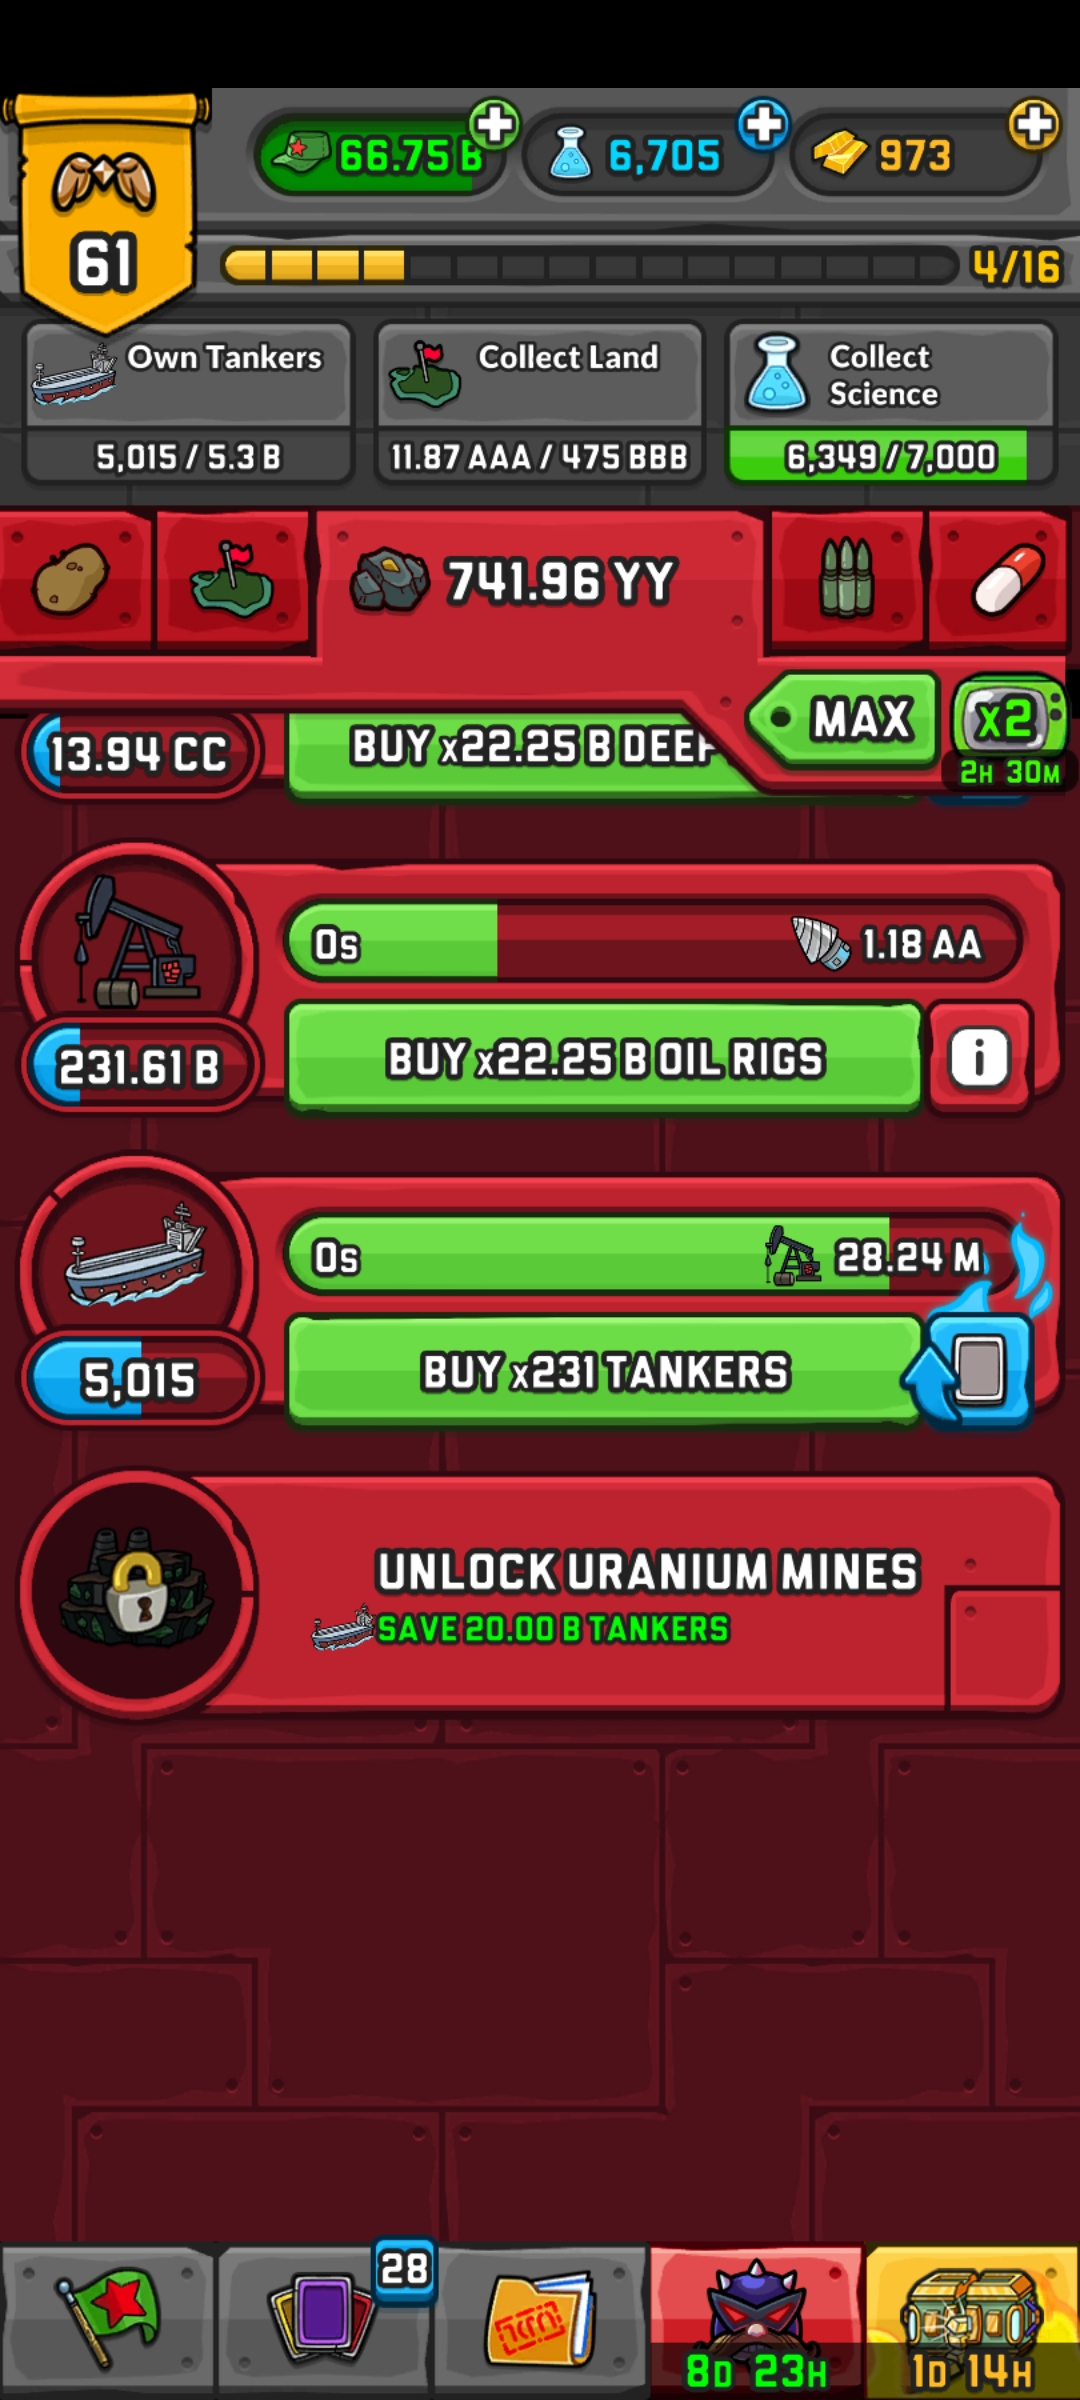 66.75 B
6,705
973
61
4/16
Own Tankers
5,015 / 5.3 B
Collect Land
11.87 AAA / 475 BBB
Collect
Science
6,349 / 7,000
741.96 YY
MAX
x2
2H 30M
13.94 CC
BUY x22.25 B DEEP
0s
1.18 AA
231.61 B
BUY x22.25 B OIL RIGS
i
0s
28.24 M
5,015
BUY x231 TANKERS
UNLOCK URANIUM MINES
SAVE 20.00 B TANKERS
28
8D 23H
1D 14H